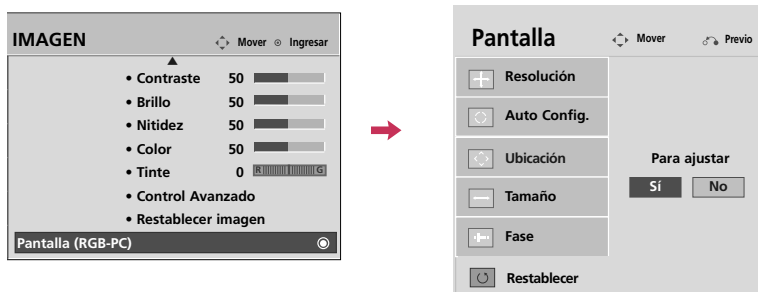 IMAGEN
Mover
Ingresar
• Contraste 50
• Brillo 50
• Nitidez 50
• Color 50
• Tinte 0 R G
• Control Avanzado
• Restablecer imagen
Pantalla (RGB-PC)
Pantalla
Mover
Previo
Resolución
Auto Config.
Ubicación
Tamaño
Fase
Restablecer
Para ajustar
Sí No